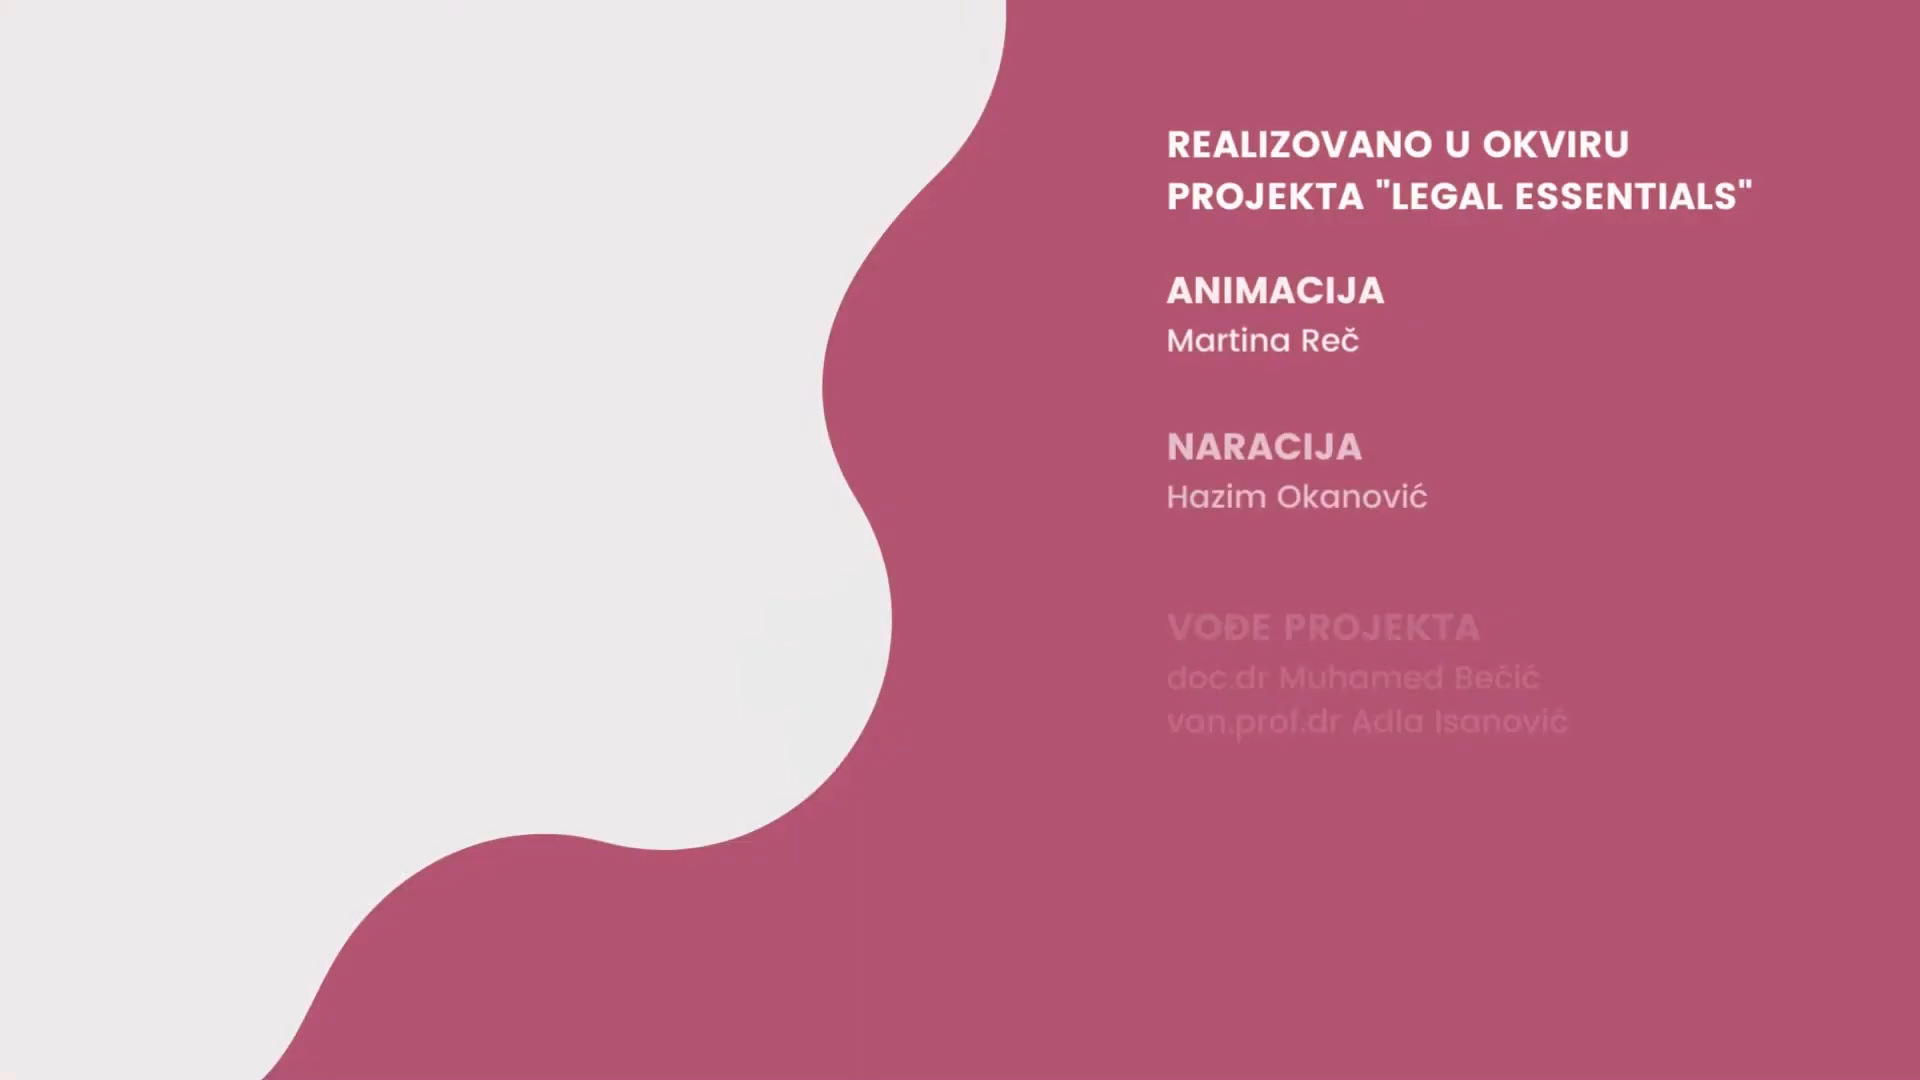 REALIZOVANO U OKVIRU
PROJEKTA "LEGAL ESSENTIALS"
ANIMACIJA
Martina Reč
NARACIJA
Hazim Okanović
VOĐE PROJEKTA
doc.dr Muhamed Bečić
van.prof.dr Adla Isanović